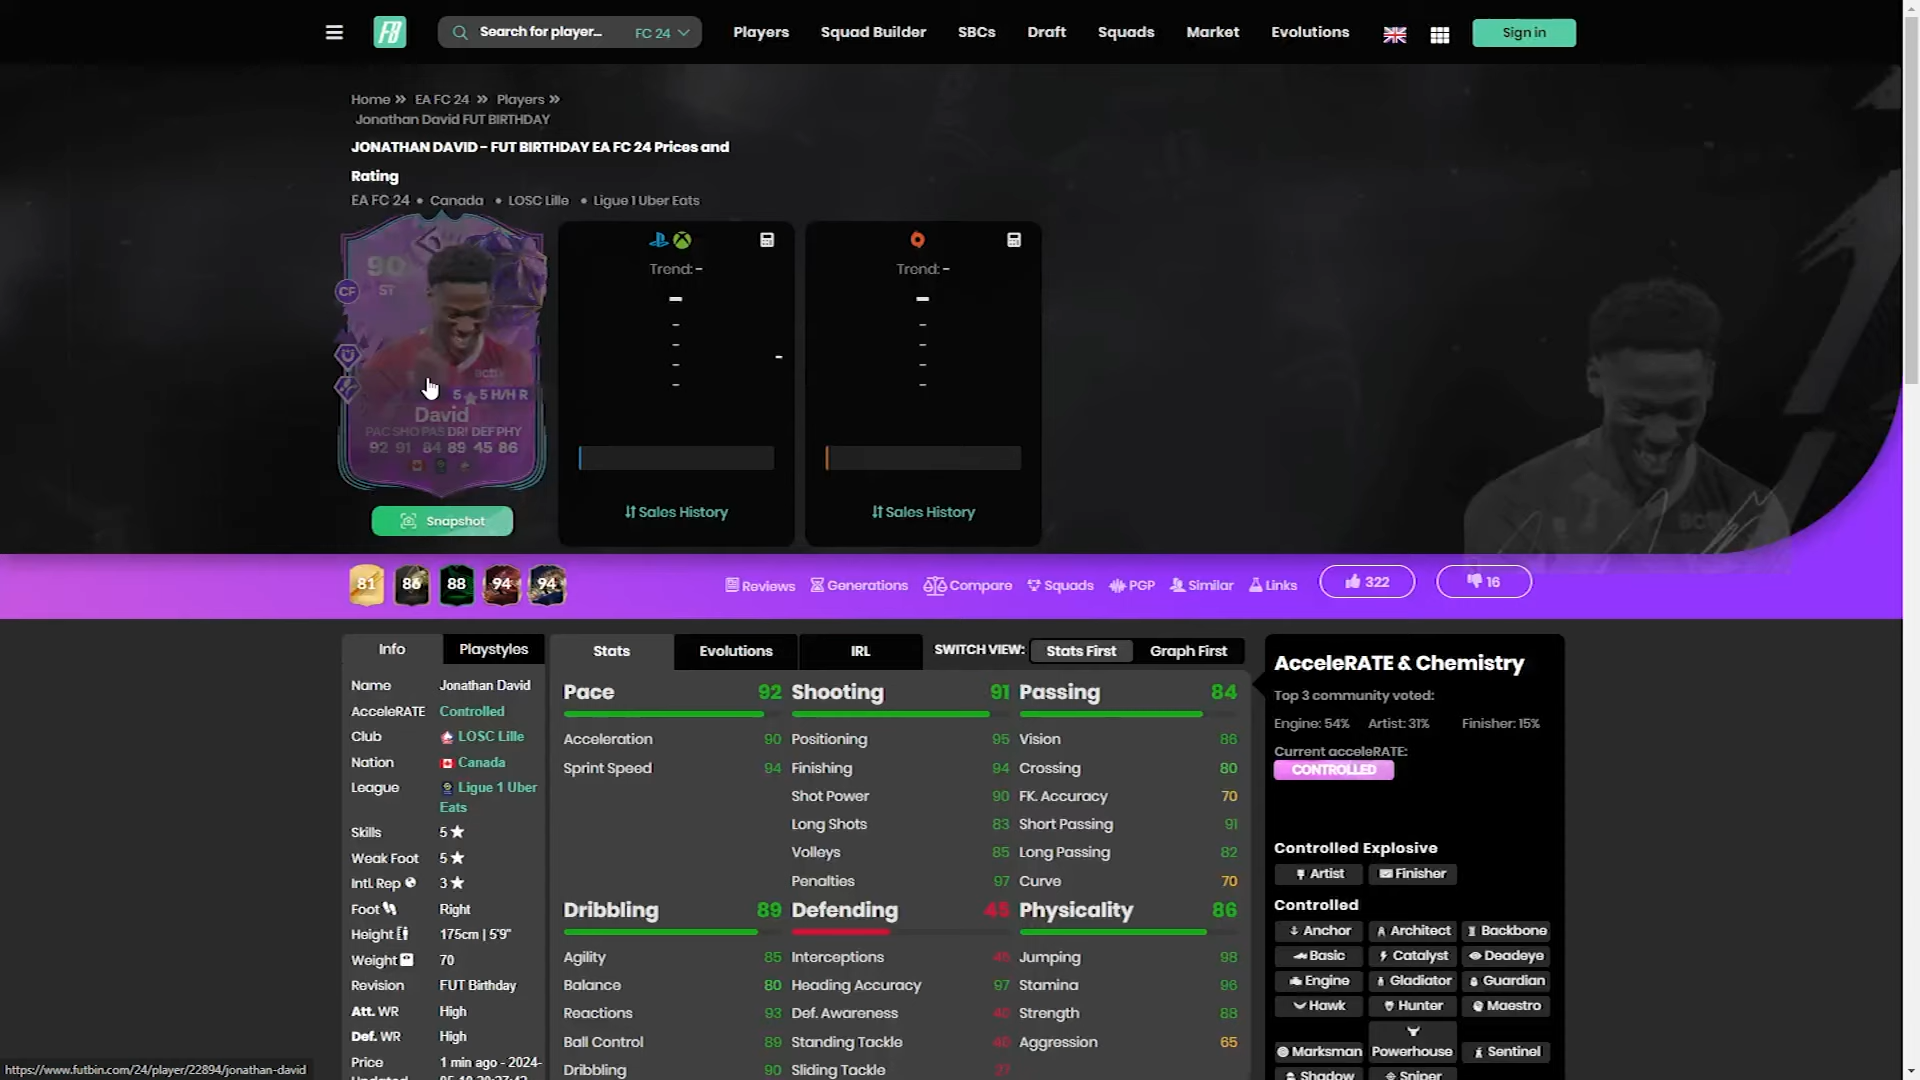 Search for player...
FC 24
Players
Squad Builder
SBCs
Draft
Squads
Market
Evolutions
Sign in
Home » EA FC 24 » Players »
Jonathan David FUT BIRTHDAY
JONATHAN DAVID - FUT BIRTHDAY EA FC 24 Prices and
Rating
EA FC 24 • Canada • LOSC Lille • Ligue 1 Uber Eats
90
ST
CF
5 ★ 5 H/H R
David
PAC SHO PAS DRI DEF PHY
92 91 84 89 45 86
Snapshot
Trend: -
-
-
-
-
-
-
Sales History
Trend: -
-
-
-
-
-
Sales History
81
86
88
94
94
Reviews
Generations
Compare
Squads
PGP
Similar
Links
322
16
Info
Playstyles
Name Jonathan David
AcceleRATE Controlled
Club LOSC Lille
Nation Canada
League Ligue 1 Uber
Eats
Skills 5 ★
Weak Foot 5 ★
Intl. Rep 3 ★
Foot Right
Height 175cm | 5'9"
Weight 70
Revision FUT Birthday
Att. WR High
Def. WR High
Price 1 min ago - 2024-
Stats
Evolutions
IRL
SWITCH VIEW:
Stats First
Graph First
Pace 92
Acceleration 90
Sprint Speed 94
Shooting 91
Positioning 95
Finishing 94
Shot Power 90
Long Shots 83
Volleys 85
Penalties 97
Passing 84
Vision 86
Crossing 80
FK. Accuracy 70
Short Passing 91
Long Passing 82
Curve 70
Dribbling 89
Agility 85
Balance 80
Reactions 93
Ball Control 89
Dribbling 90
Defending 45
Interceptions
Heading Accuracy 97
Def. Awareness
Standing Tackle
Sliding Tackle
Physicality 86
Jumping 98
Stamina 96
Strength 88
Aggression 65
AcceleRATE & Chemistry
Top 3 community voted:
Engine: 54% Artist: 31% Finisher: 15%
Current acceleRATE:
CONTROLLED
Controlled Explosive
Artist
Finisher
Controlled
Anchor
Architect
Backbone
Basic
Catalyst
Deadeye
Engine
Gladiator
Guardian
Hawk
Hunter
Maestro
Marksman
Powerhouse
Sentinel
Shadow
Sniper
https://www.futbin.com/24/player/22894/jonathan-david